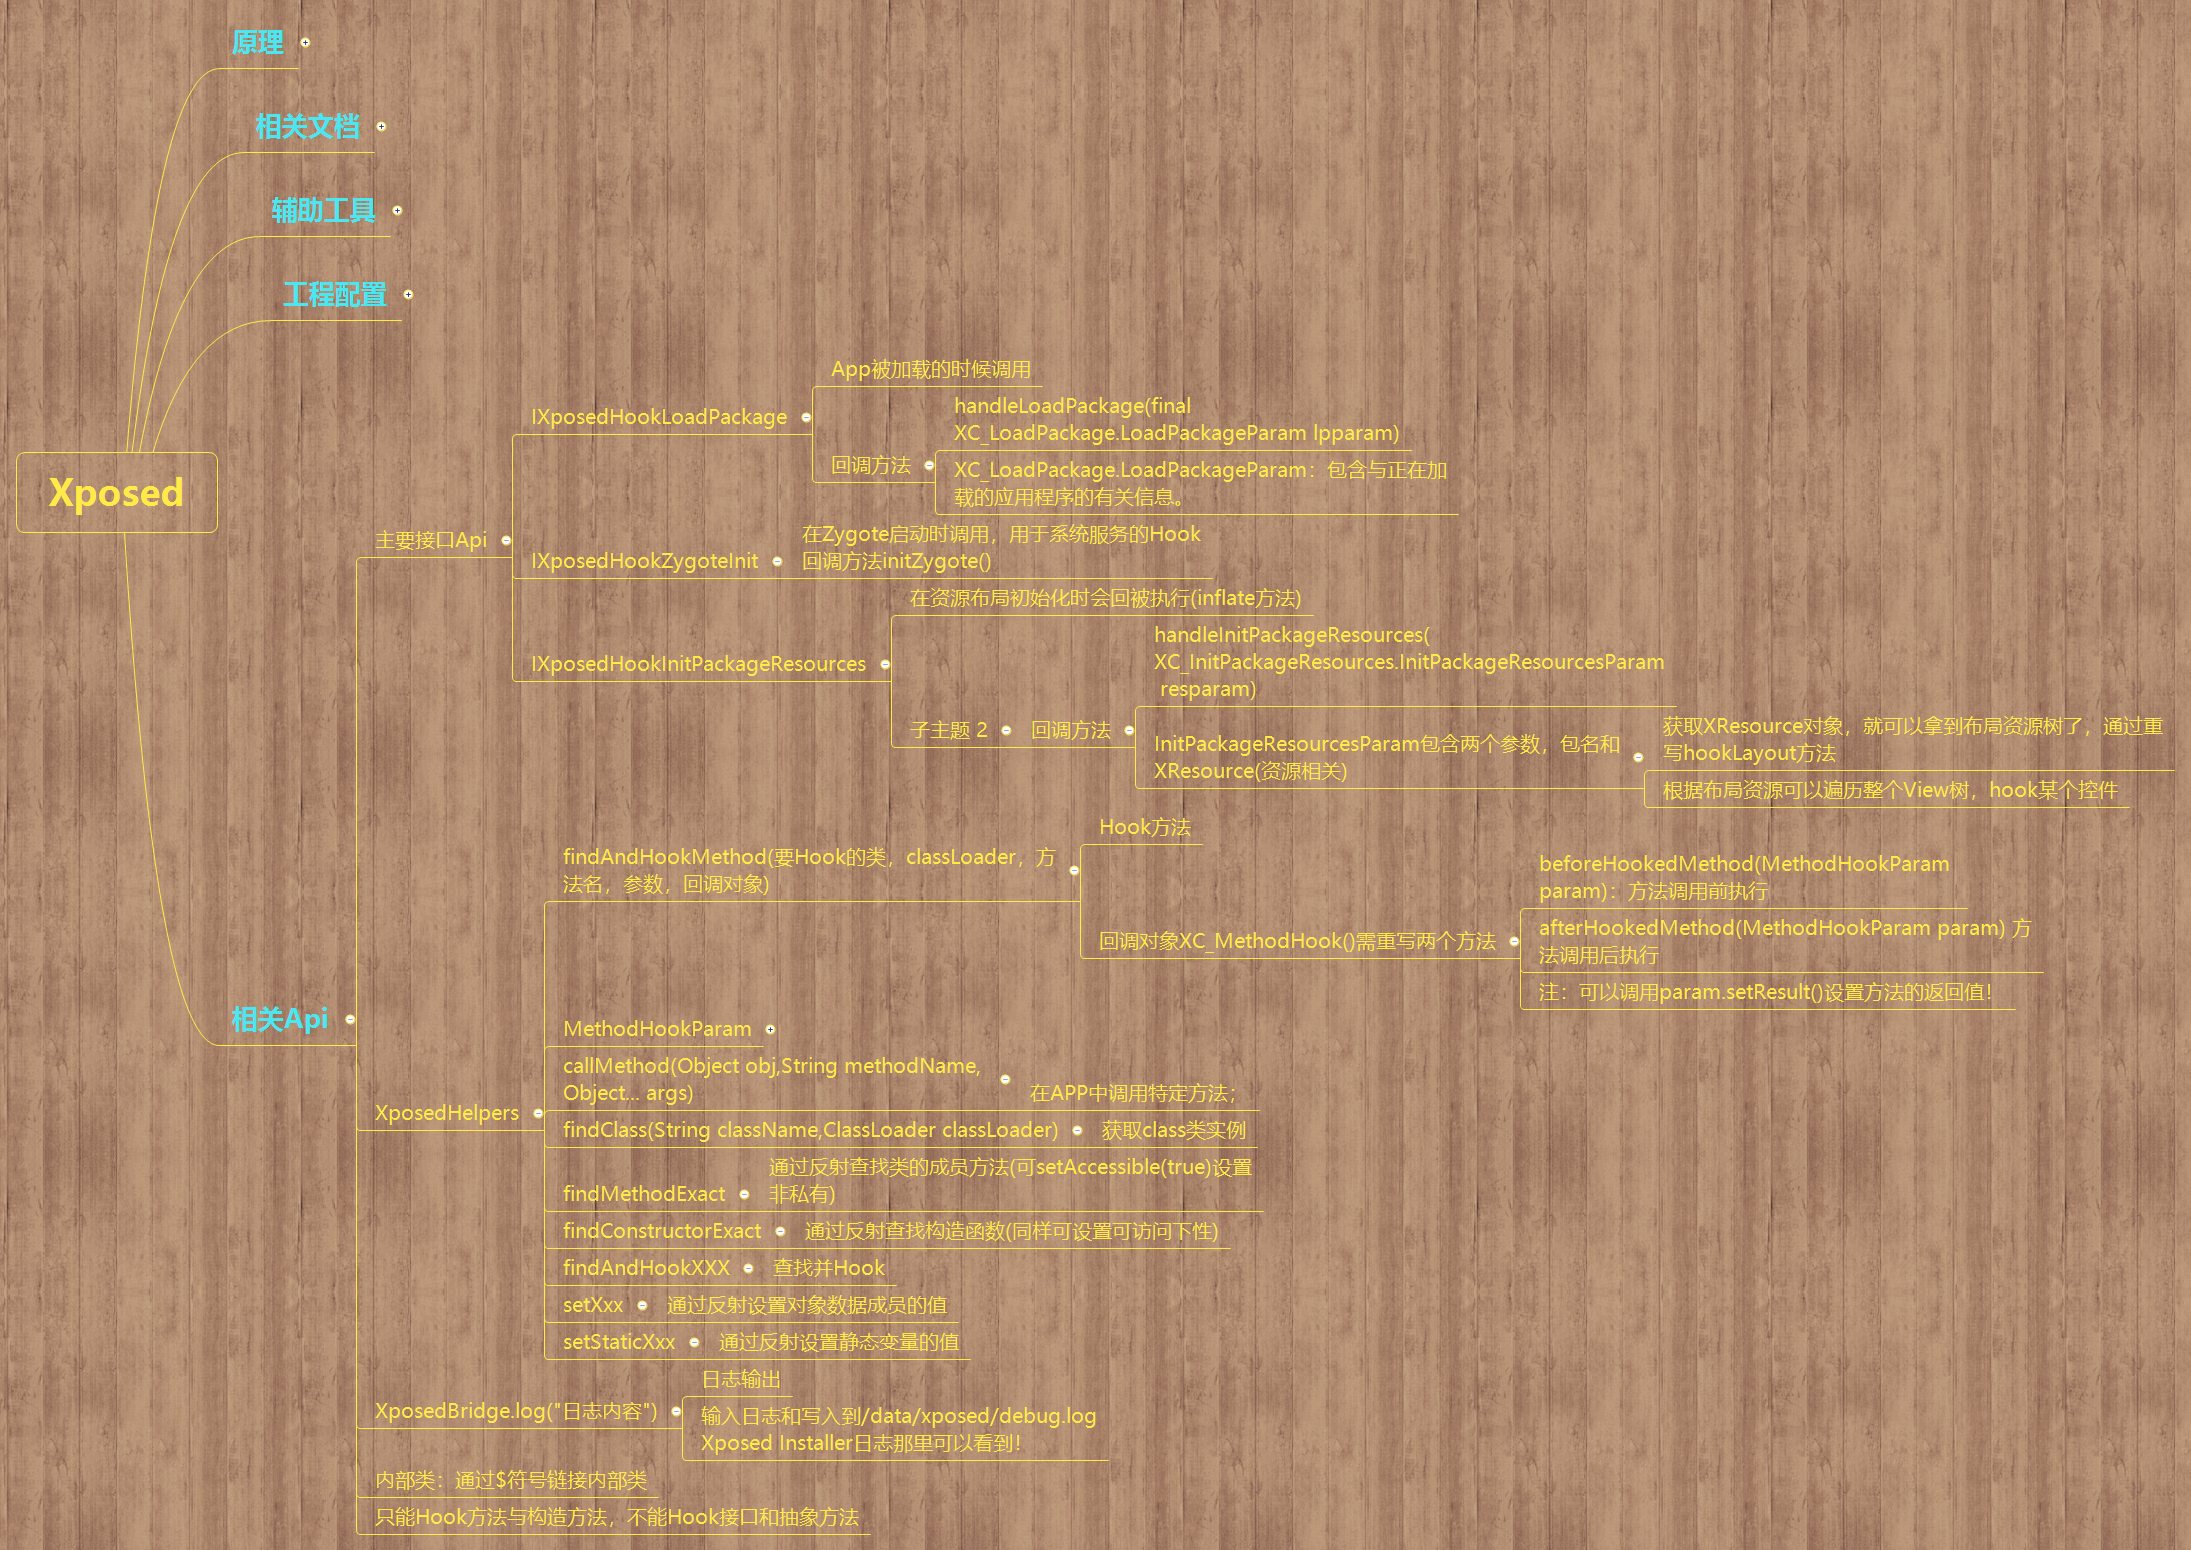 原理
相关文档
辅助工具
工程配置
Xposed
相关Api
主要接口Api
IXposedHookLoadPackage
App被加载的时候调用
回调方法
handleLoadPackage(final
XC_LoadPackage.LoadPackageParam lpparam)
XC_LoadPackage.LoadPackageParam：包含与正在加
载的应用程序的有关信息。
IXposedHookZygoteInit
在Zygote启动时调用，用于系统服务的Hook
回调方法initZygote()
IXposedHookInitPackageResources
在资源布局初始化时会回被执行(inflate方法)
子主题 2
回调方法
handleInitPackageResources(
XC_InitPackageResources.InitPackageResourcesParam
resparam)
InitPackageResourcesParam包含两个参数，包名和
XResource(资源相关)
获取XResource对象，就可以拿到布局资源树了，通过重
写hookLayout方法
根据布局资源可以遍历整个View树，hook某个控件
XposedHelpers
findAndHookMethod(要Hook的类，classLoader，方
法名，参数，回调对象)
Hook方法
回调对象XC_MethodHook()需重写两个方法
beforeHookedMethod(MethodHookParam
param)：方法调用前执行
afterHookedMethod(MethodHookParam param) 方
法调用后执行
注：可以调用param.setResult()设置方法的返回值！
MethodHookParam
callMethod(Object obj,String methodName,
Object... args)
在APP中调用特定方法；
findClass(String className,ClassLoader classLoader)
获取class类实例
findMethodExact
通过反射查找类的成员方法(可setAccessible(true)设置
非私有)
findConstructorExact
通过反射查找构造函数(同样可设置可访问下性)
findAndHookXXX
查找并Hook
setXxx
通过反射设置对象数据成员的值
setStaticXxx
通过反射设置静态变量的值
XposedBridge.log("日志内容")
日志输出
输入日志和写入到/data/xposed/debug.log
Xposed Installer日志那里可以看到！
内部类：通过$符号链接内部类
只能Hook方法与构造方法，不能Hook接口和抽象方法